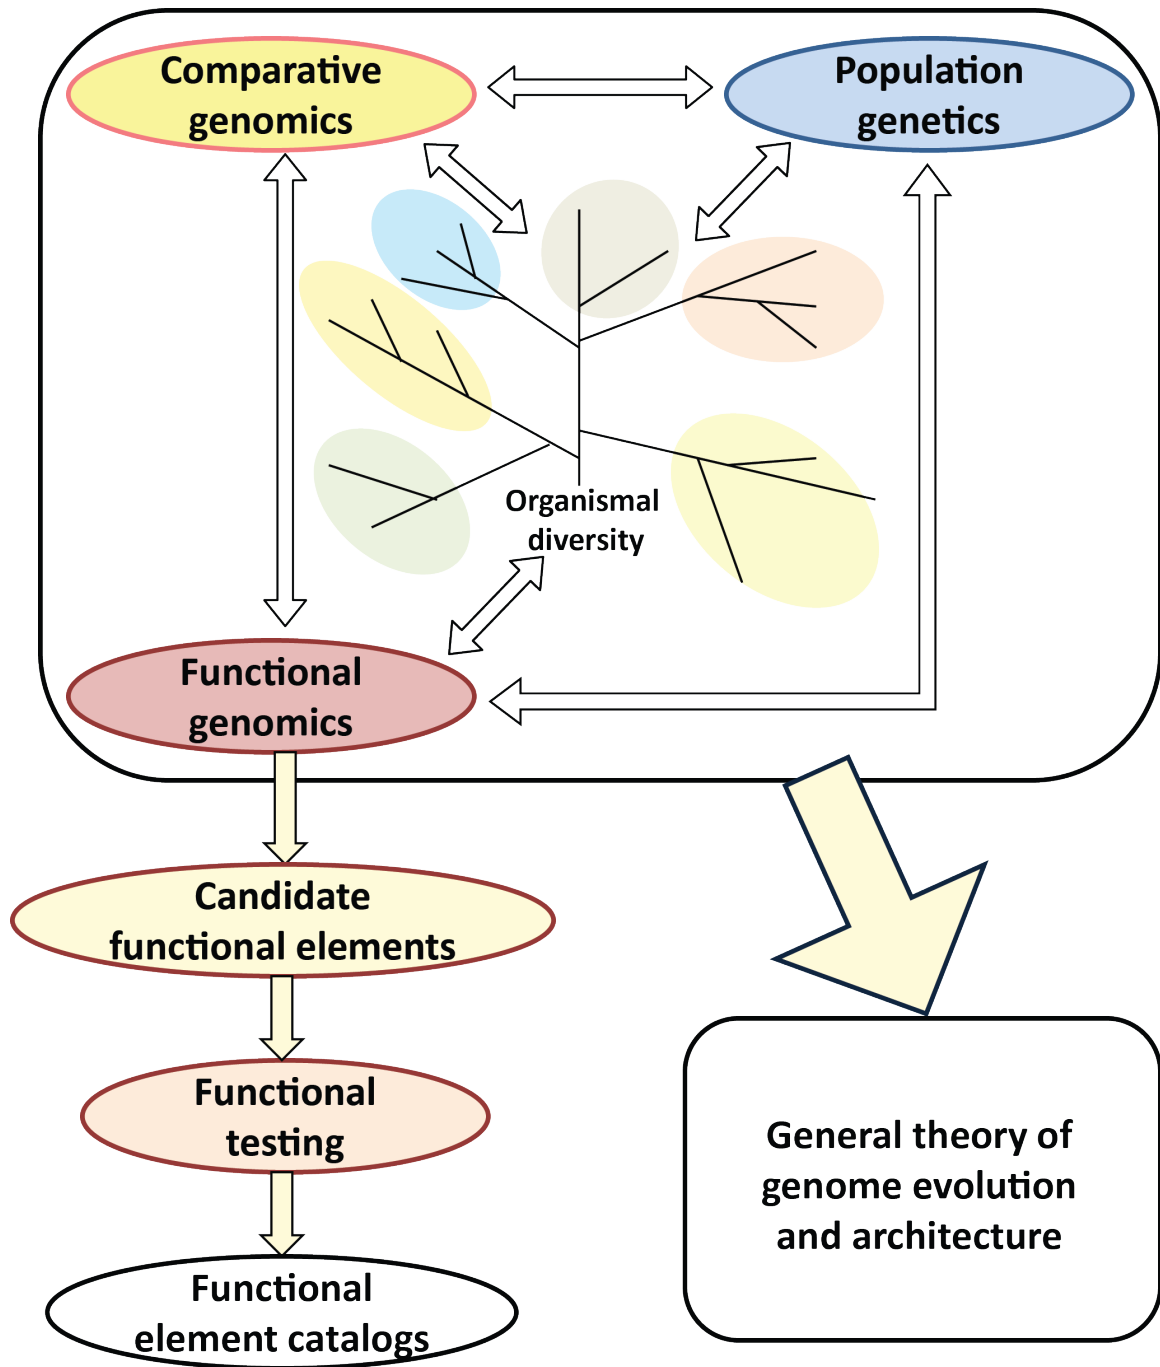 Comparative
genomics
Population
genetics
Organismal
diversity
Functional
genomics
Candidate
functional elements
Functional
testing
Functional
element catalogs
General theory of
genome evolution
and architecture